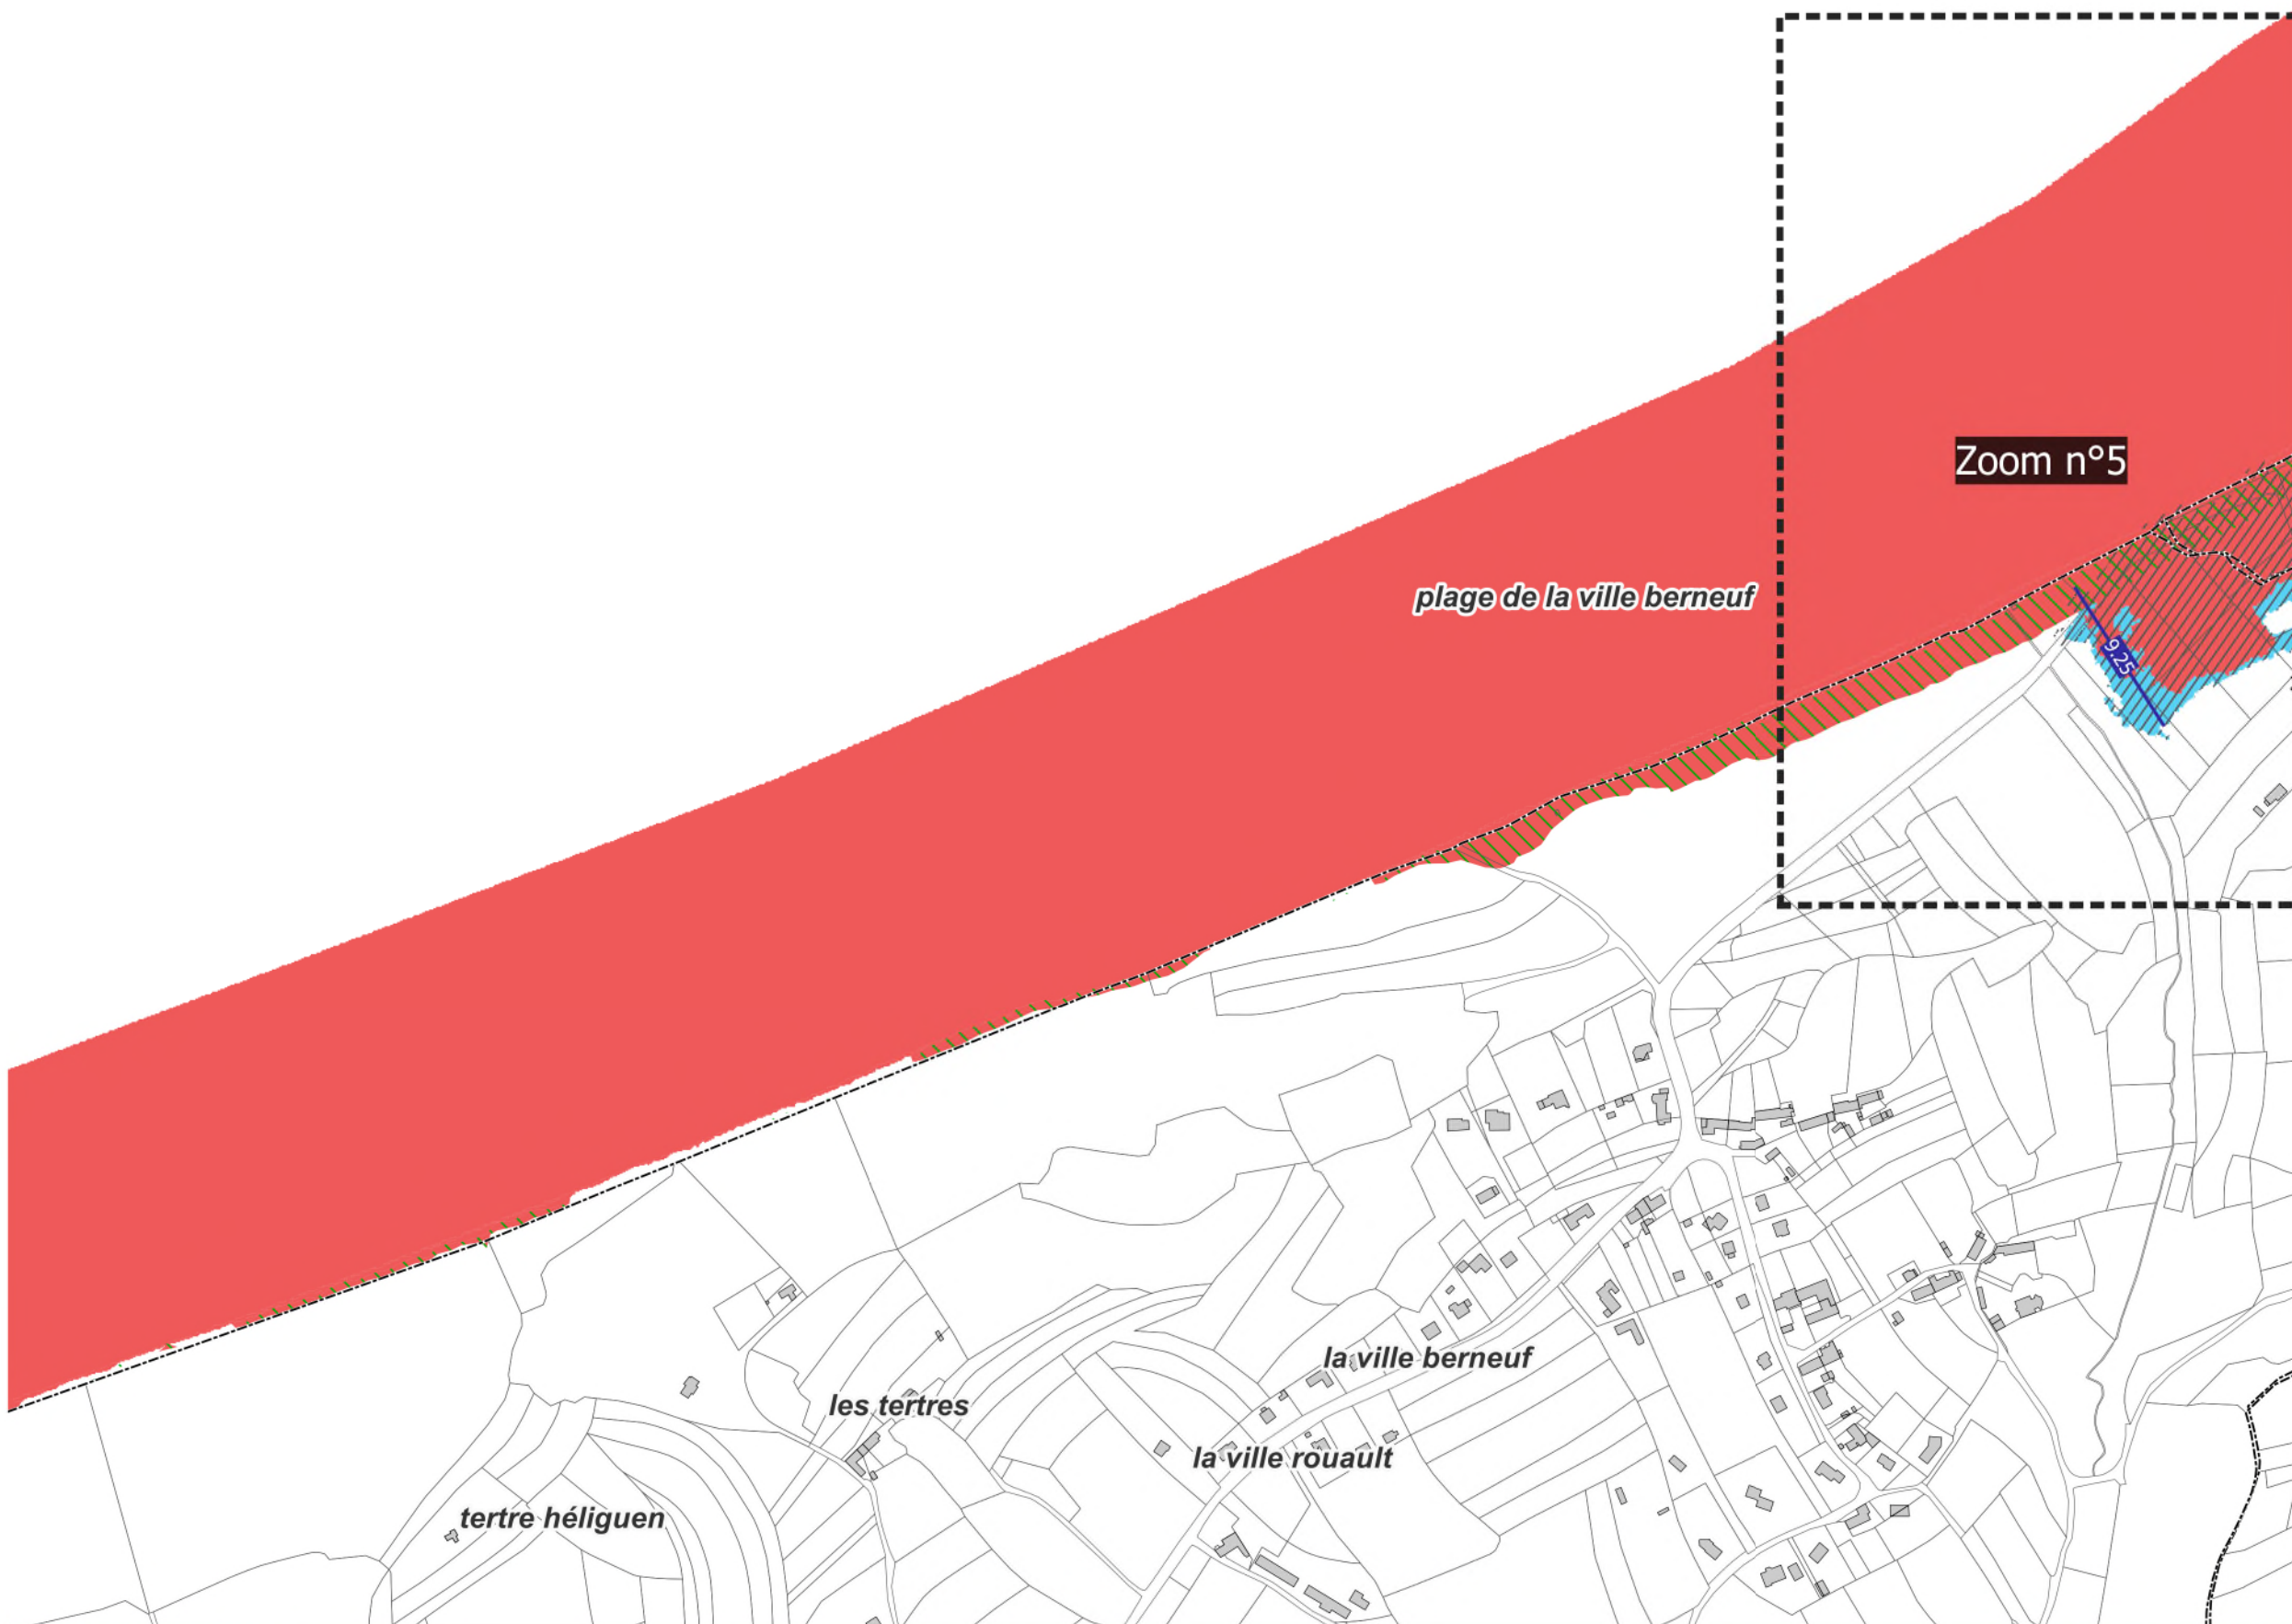 Zoom n°5
plage de la ville berneuf
9.25
la ville berneuf
les tertres
la ville rouault
tertre héliguen